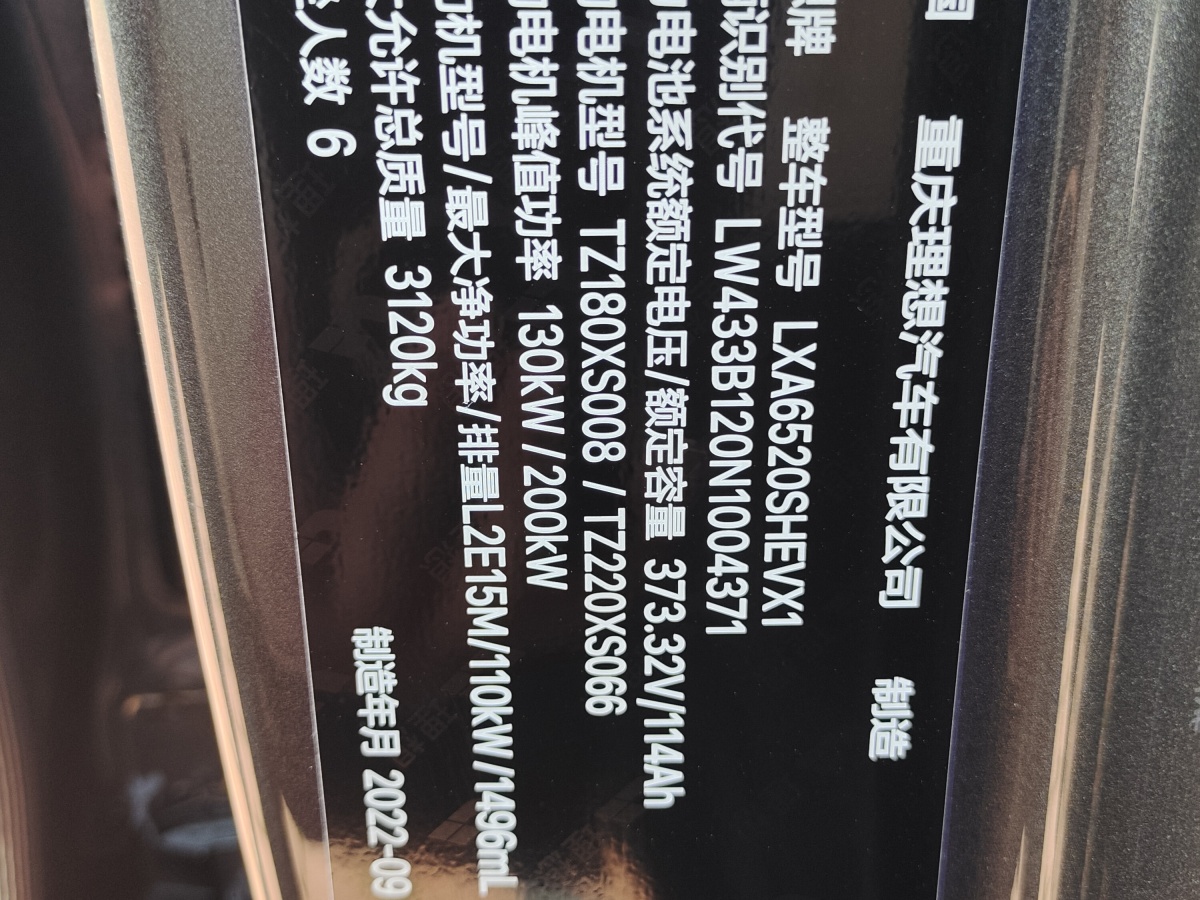 国 重庆理想汽车有限公司 制造
牌 整车型号 LXA6520SHEVX1
识别代号 LW433B120N1004371
电池系统额定电压/额定容量 373.32V/114Ah
电机型号 TZ180XS008 / TZ220XS066
电机峰值功率 130kW / 200kW
机型号/最大净功率/排量L2E15M/110kW/1496mL
允许总质量 3120kg
人数 6 制造年月 2022-09